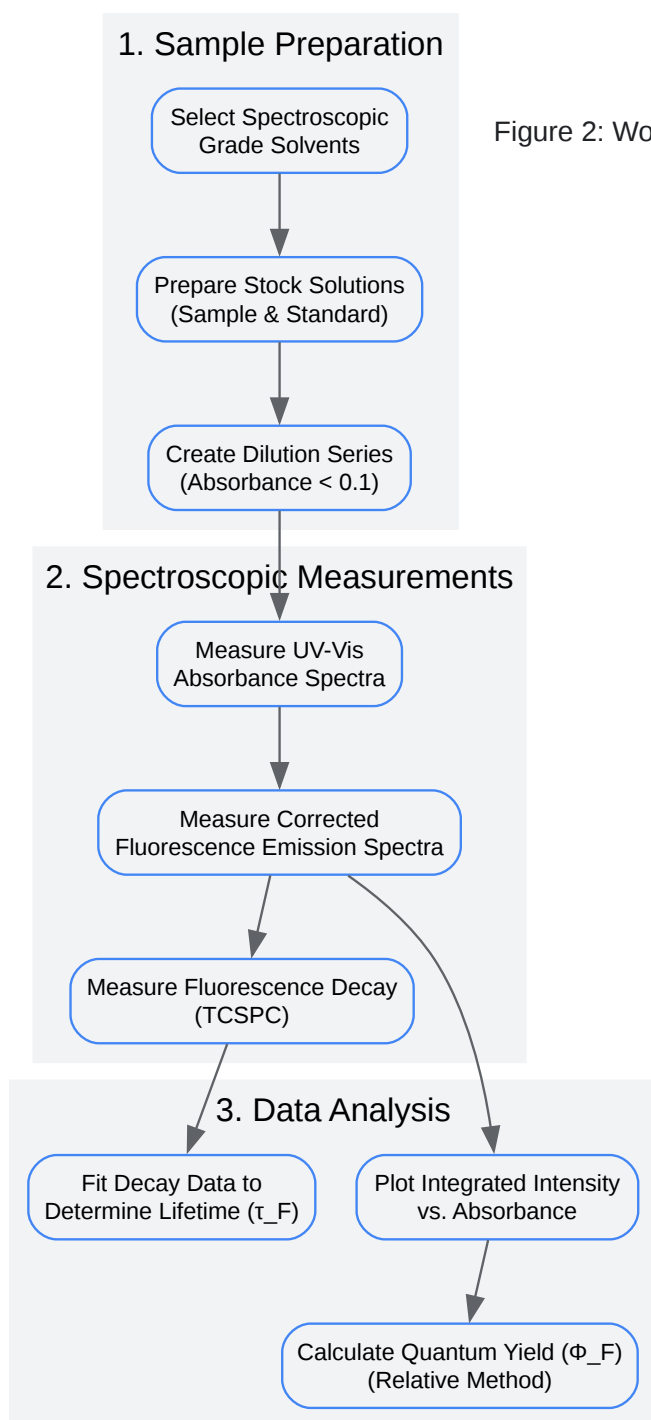 1. Sample Preparation
Select Spectroscopic
Grade Solvents
Figure 2: Wo
Prepare Stock Solutions
(Sample & Standard)
Create Dilution Series
(Absorbance < 0.1)
2. Spectroscopic Measurements
Measure UV-Vis
Absorbance Spectra
Measure Corrected
Fluorescence Emission Spectra
Measure Fluorescence Decay
(TCSPC)
3. Data Analysis
Fit Decay Data to
Determine Lifetime (τ_F)
Plot Integrated Intensity
vs. Absorbance
Calculate Quantum Yield (Φ_F)
(Relative Method)